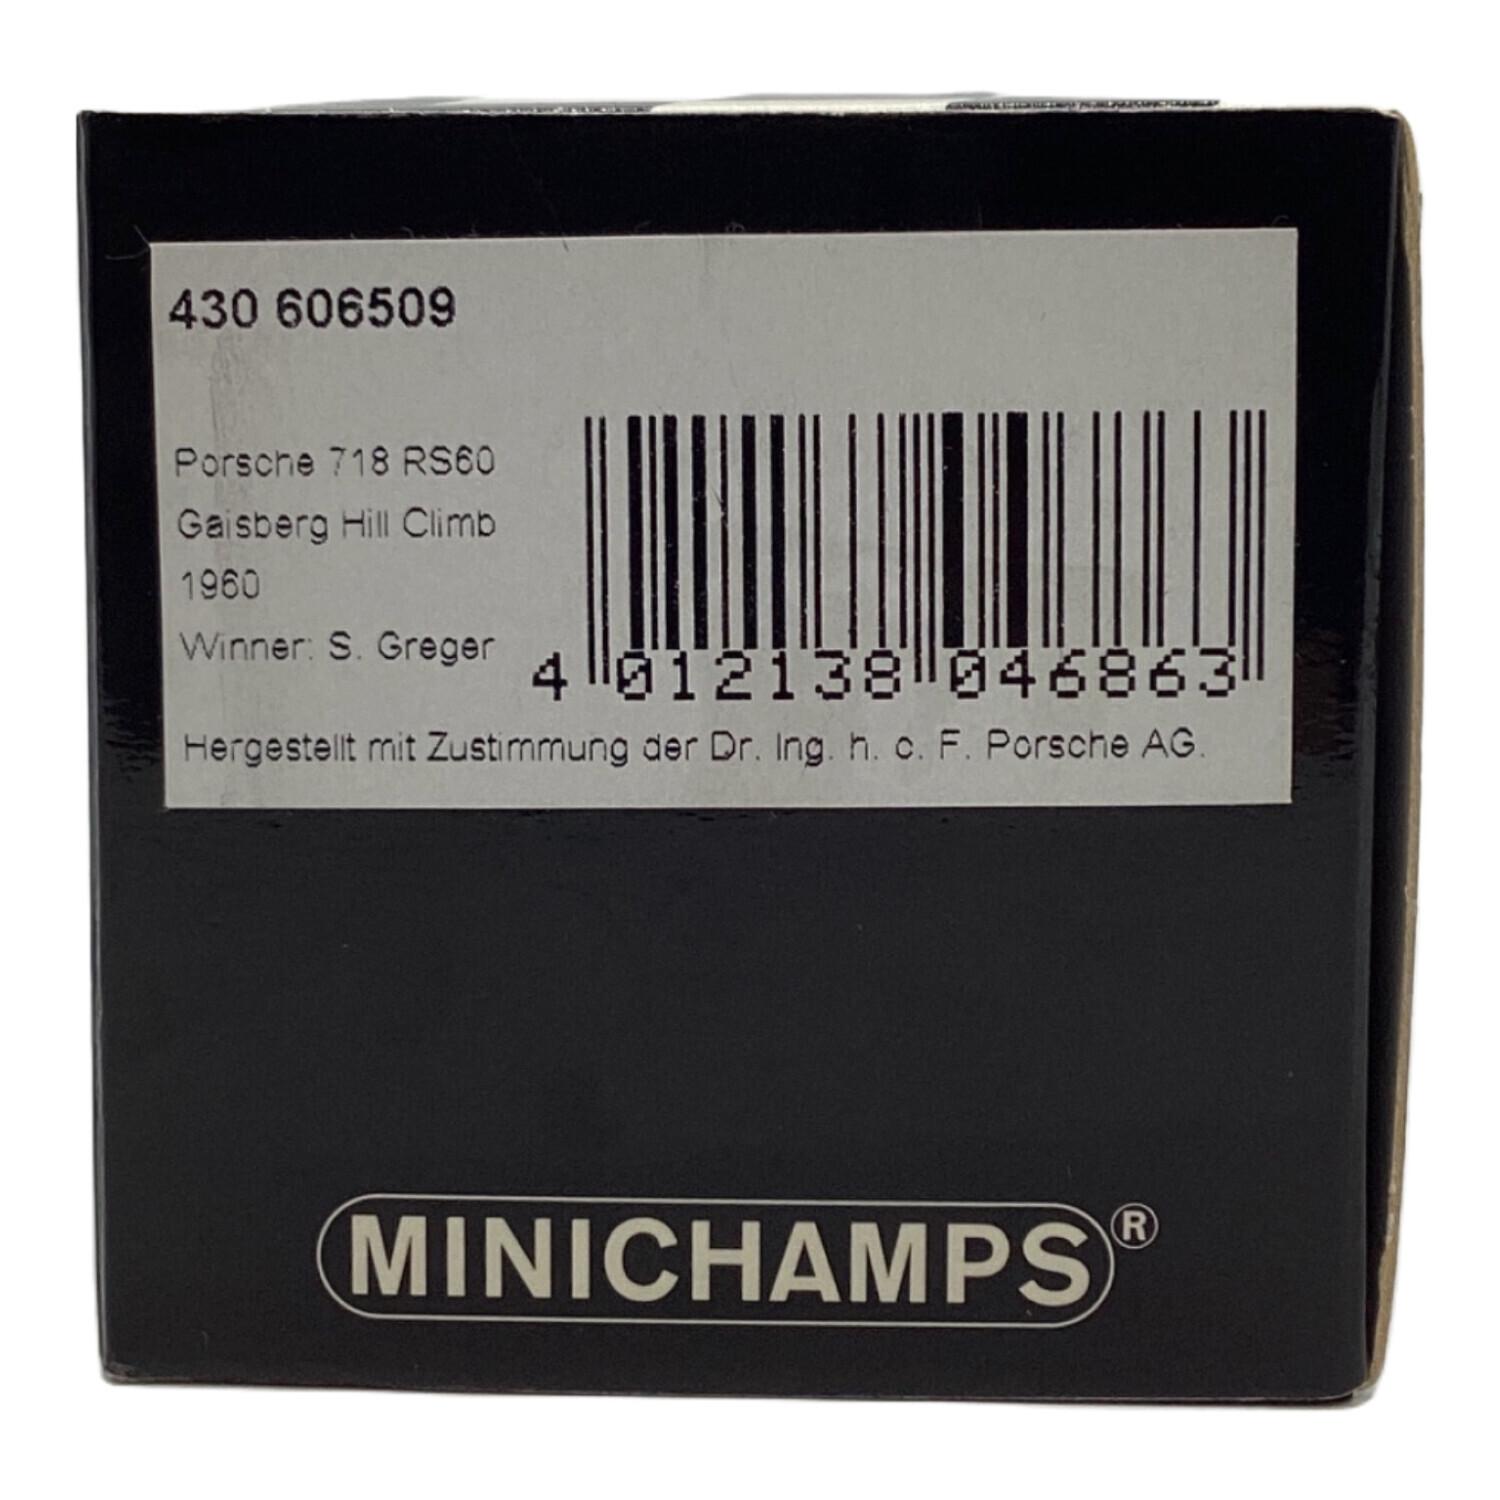 430 606509
Porsche 718 RS60
Gaisberg Hill Climb
1960
Winner: S. Greger
4 012138 046863
Hergestellt mit Zustimmung der Dr. Ing. h. c. F. Porsche AG.
MINICHAMPS®